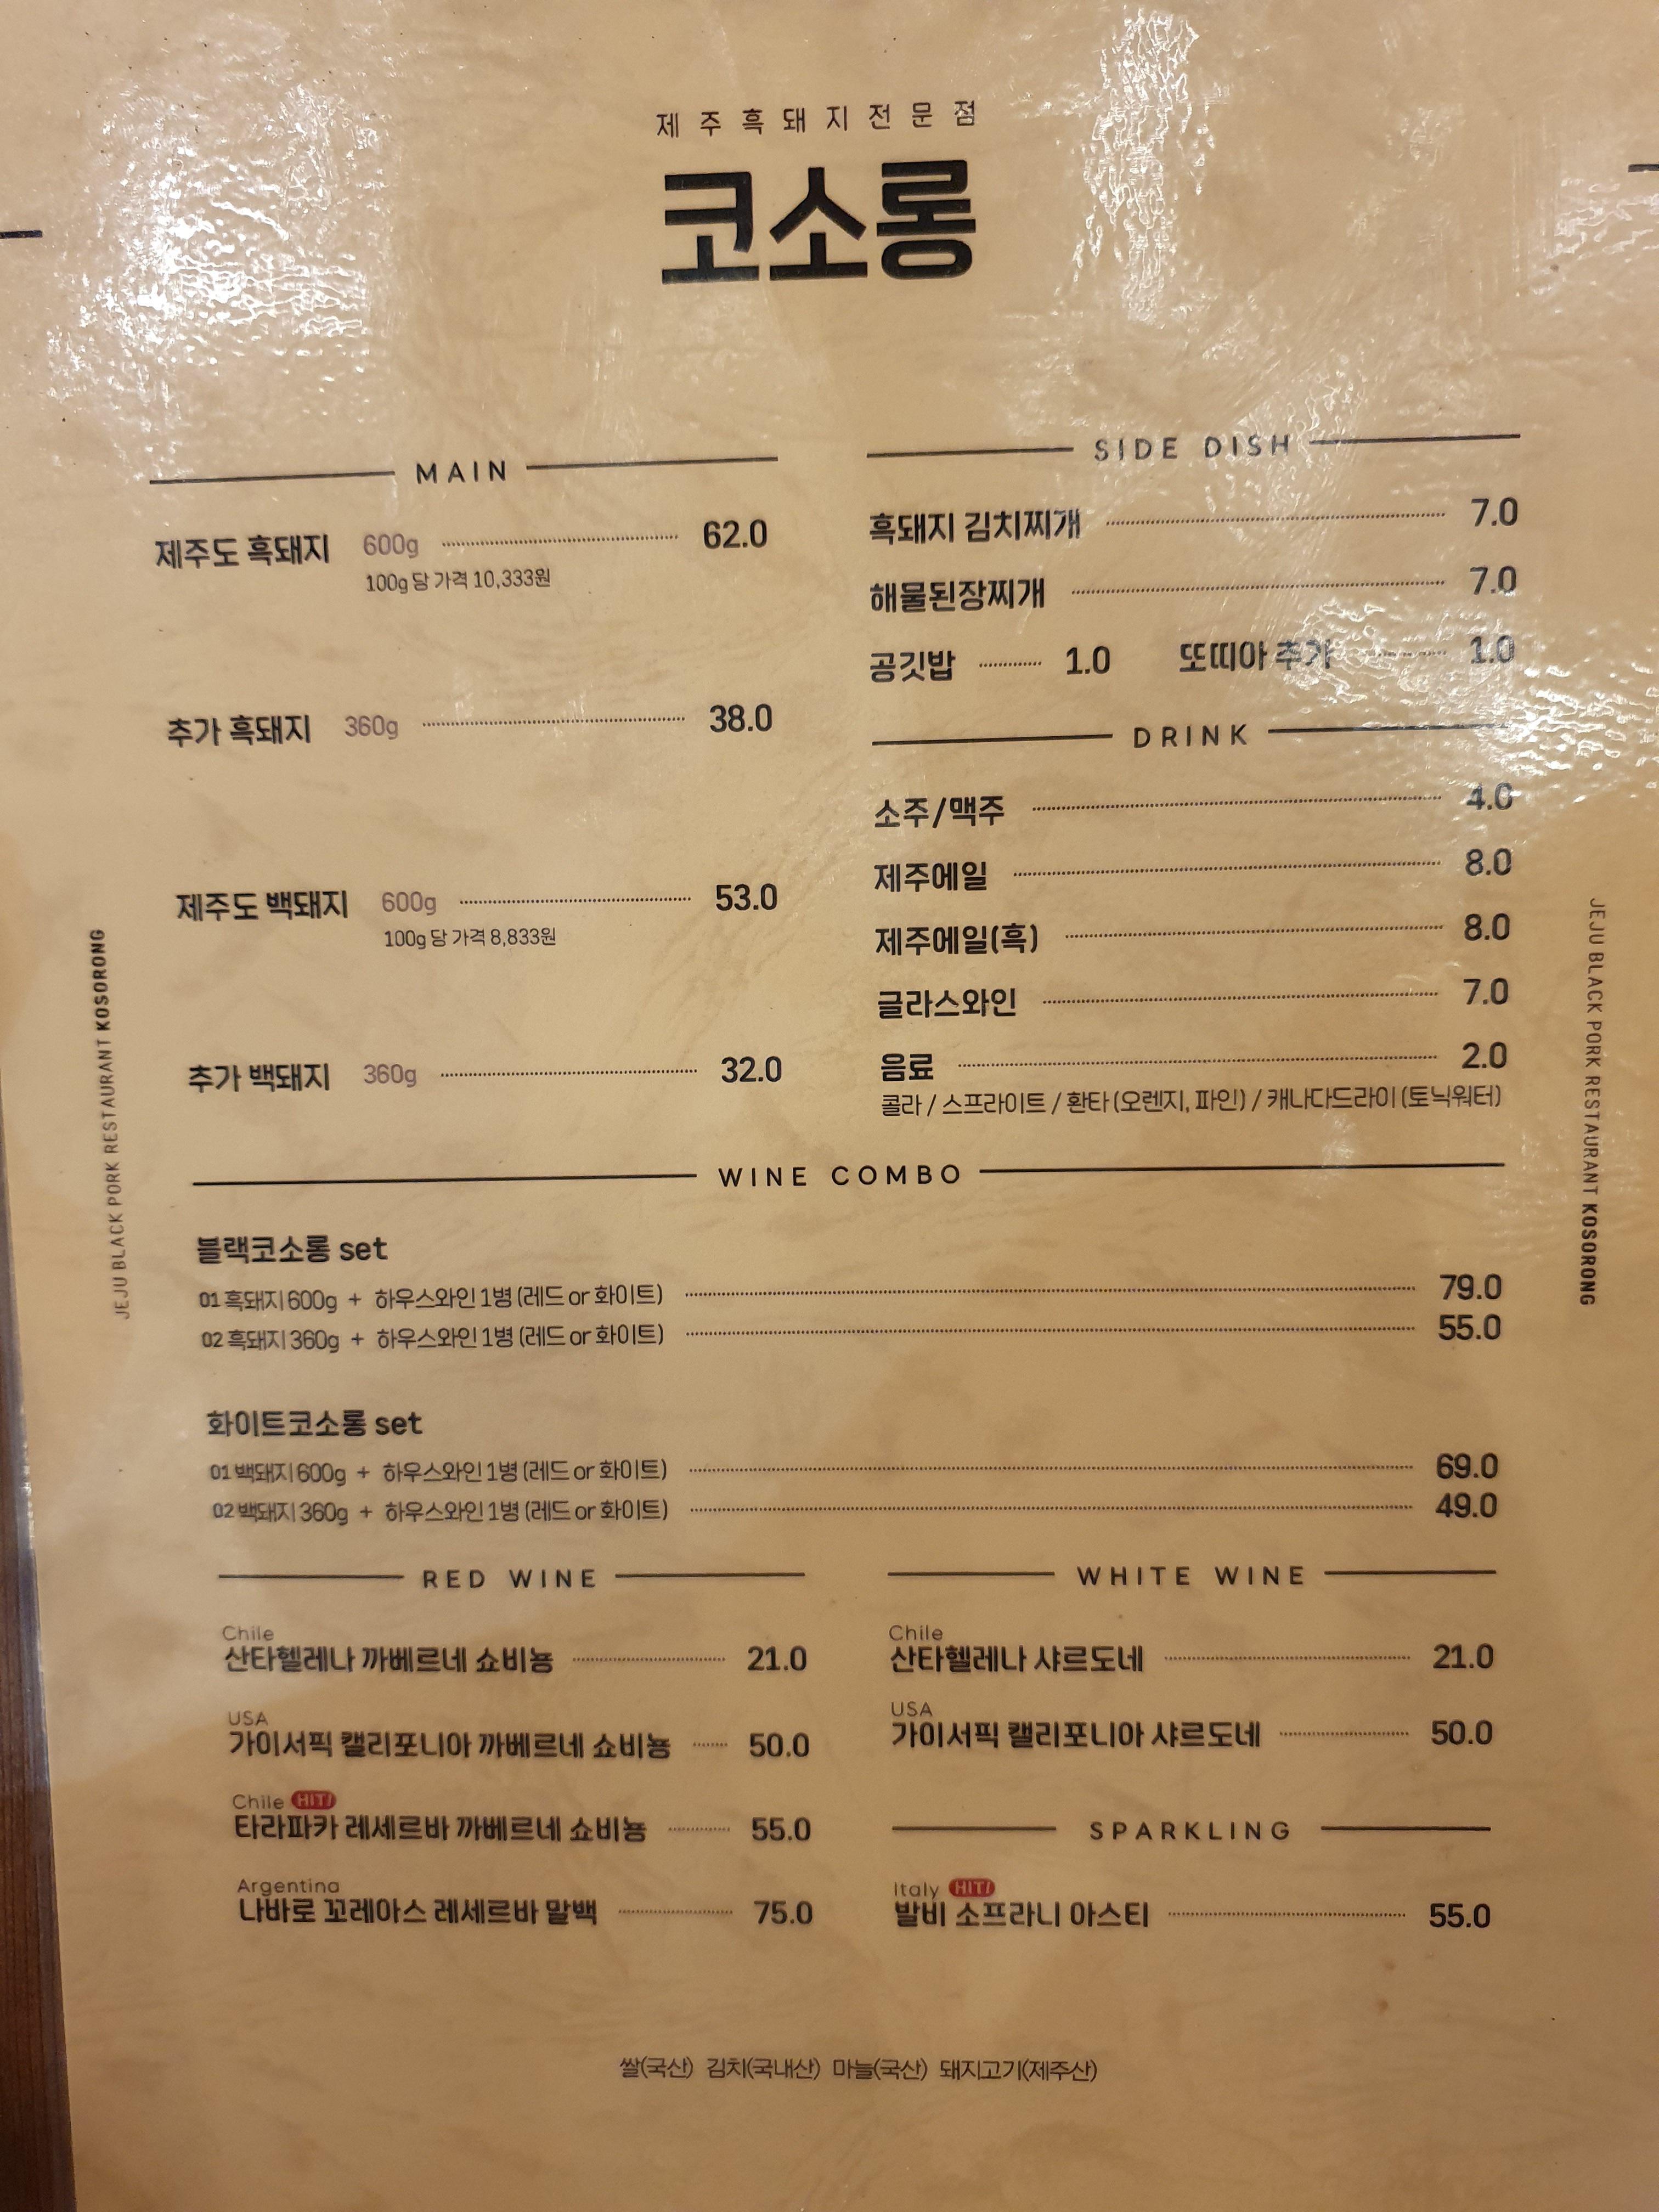 제주흑돼지전문점
코소롱
MAIN
제주도 흑돼지 600g 62.0
100g 당 가격 10,333원
추가 흑돼지 360g 38.0
제주도 백돼지 600g 53.0
100g 당 가격 8,833원
추가 백돼지 360g 32.0
SIDE DISH
흑돼지 김치찌개 7.0
해물된장찌개 7.0
공깃밥 1.0 또띠아 추가 1.0
DRINK
소주/맥주 4.0
제주에일 8.0
제주에일(흑) 8.0
글라스와인 7.0
음료 2.0
콜라 / 스프라이트 / 환타 (오렌지, 파인) / 캐나다드라이 (토닉워터)
WINE COMBO
블랙코소롱 set
01 흑돼지 600g + 하우스와인 1병 (레드 or 화이트) 79.0
02 흑돼지 360g + 하우스와인 1병 (레드 or 화이트) 55.0
화이트코소롱 set
01 백돼지 600g + 하우스와인 1병 (레드 or 화이트) 69.0
02 백돼지 360g + 하우스와인 1병 (레드 or 화이트) 49.0
RED WINE
Chile
산타헬레나 까베르네 쇼비뇽 21.0
USA
가이서픽 캘리포니아 까베르네 쇼비뇽 50.0
Chile HIT!
타라파카 레세르바 까베르네 쇼비뇽 55.0
Argentina
나바로 꼬레아스 레세르바 말백 75.0
WHITE WINE
Chile
산타헬레나 샤르도네 21.0
USA
가이서픽 캘리포니아 샤르도네 50.0
SPARKLING
Italy HIT!
발비 소프라니 아스티 55.0
쌀(국산) 김치(국내산) 마늘(국산) 돼지고기(제주산)
JEJU BLACK PORK RESTAURANT KOSORONG
JEJU BLACK PORK RESTAURANT KOSORONG